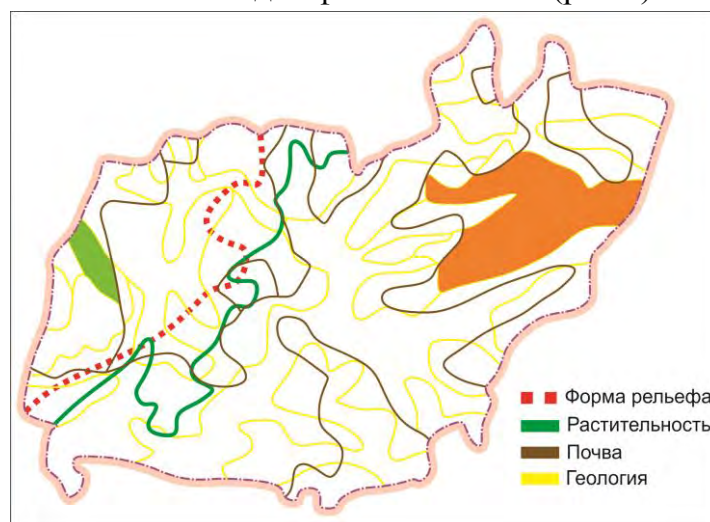 Форма рельефа
Растительность
Почва
Геология